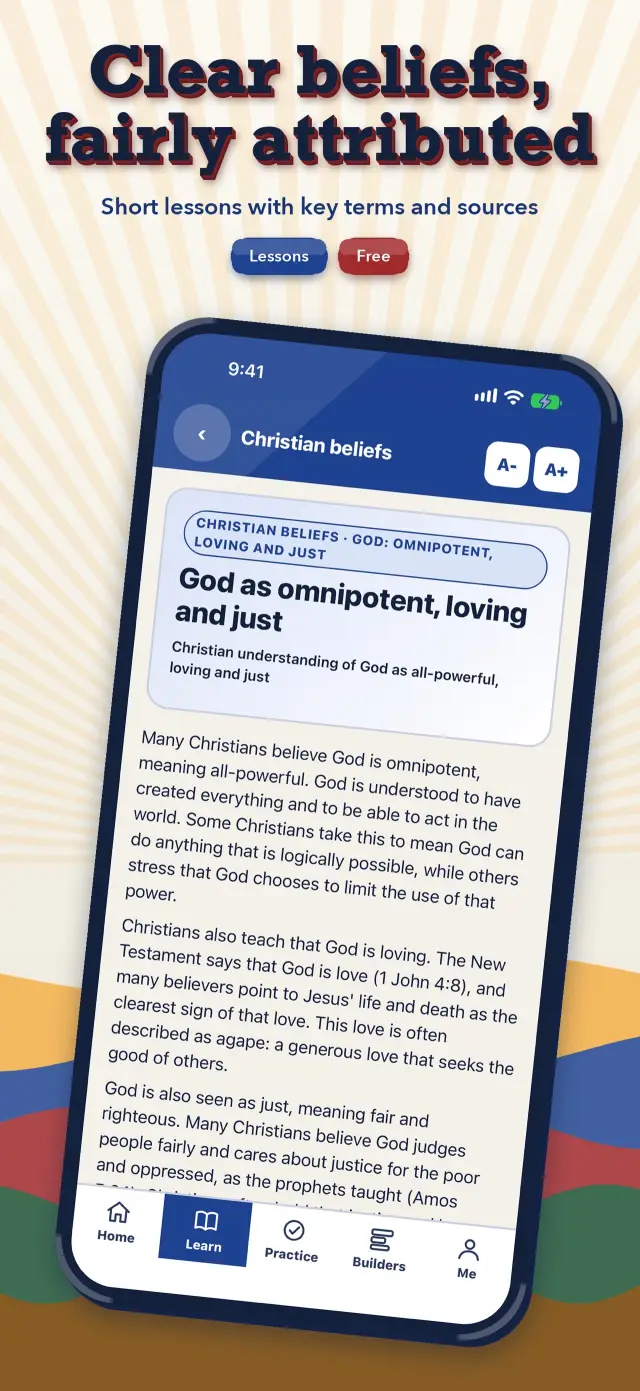 Clear beliefs,
fairly attributed
Short lessons with key terms and sources
Lessons
Free
9:41
‹
Christian beliefs
A-
A+
CHRISTIAN BELIEFS · GOD: OMNIPOTENT,
LOVING AND JUST
God as omnipotent, loving
and just
Christian understanding of God as all-powerful,
loving and just
Many Christians believe God is omnipotent,
meaning all-powerful. God is understood to have
created everything and to be able to act in the
world. Some Christians take this to mean God can
do anything that is logically possible, while others
stress that God chooses to limit the use of that
power.
Christians also teach that God is loving. The New
Testament says that God is love (1 John 4:8), and
many believers point to Jesus' life and death as the
clearest sign of that love. This love is often
described as agape: a generous love that seeks the
good of others.
God is also seen as just, meaning fair and
righteous. Many Christians believe God judges
people fairly and cares about justice for the poor
and oppressed, as the prophets taught (Amos
Home
Learn
Practice
Builders
Me